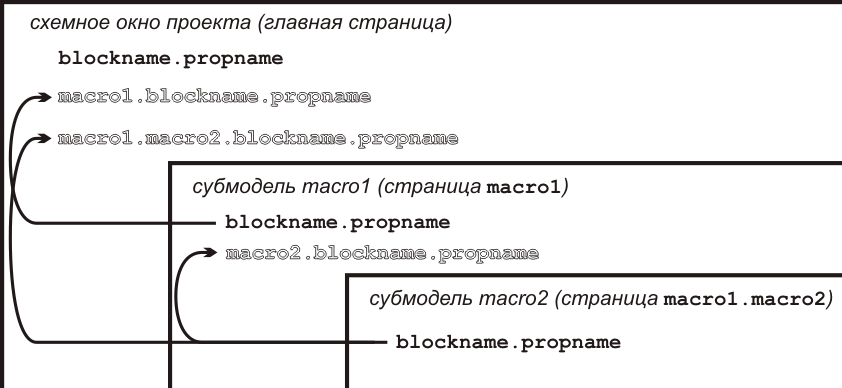 схемное окно проекта (главная страница)
blockname.propname
macro1.blockname.propname
macro1.macro2.blockname.propname
субмодель macro1 (страница macro1)
blockname.propname
macro2.blockname.propname
субмодель macro2 (страница macro1.macro2)
blockname.propname